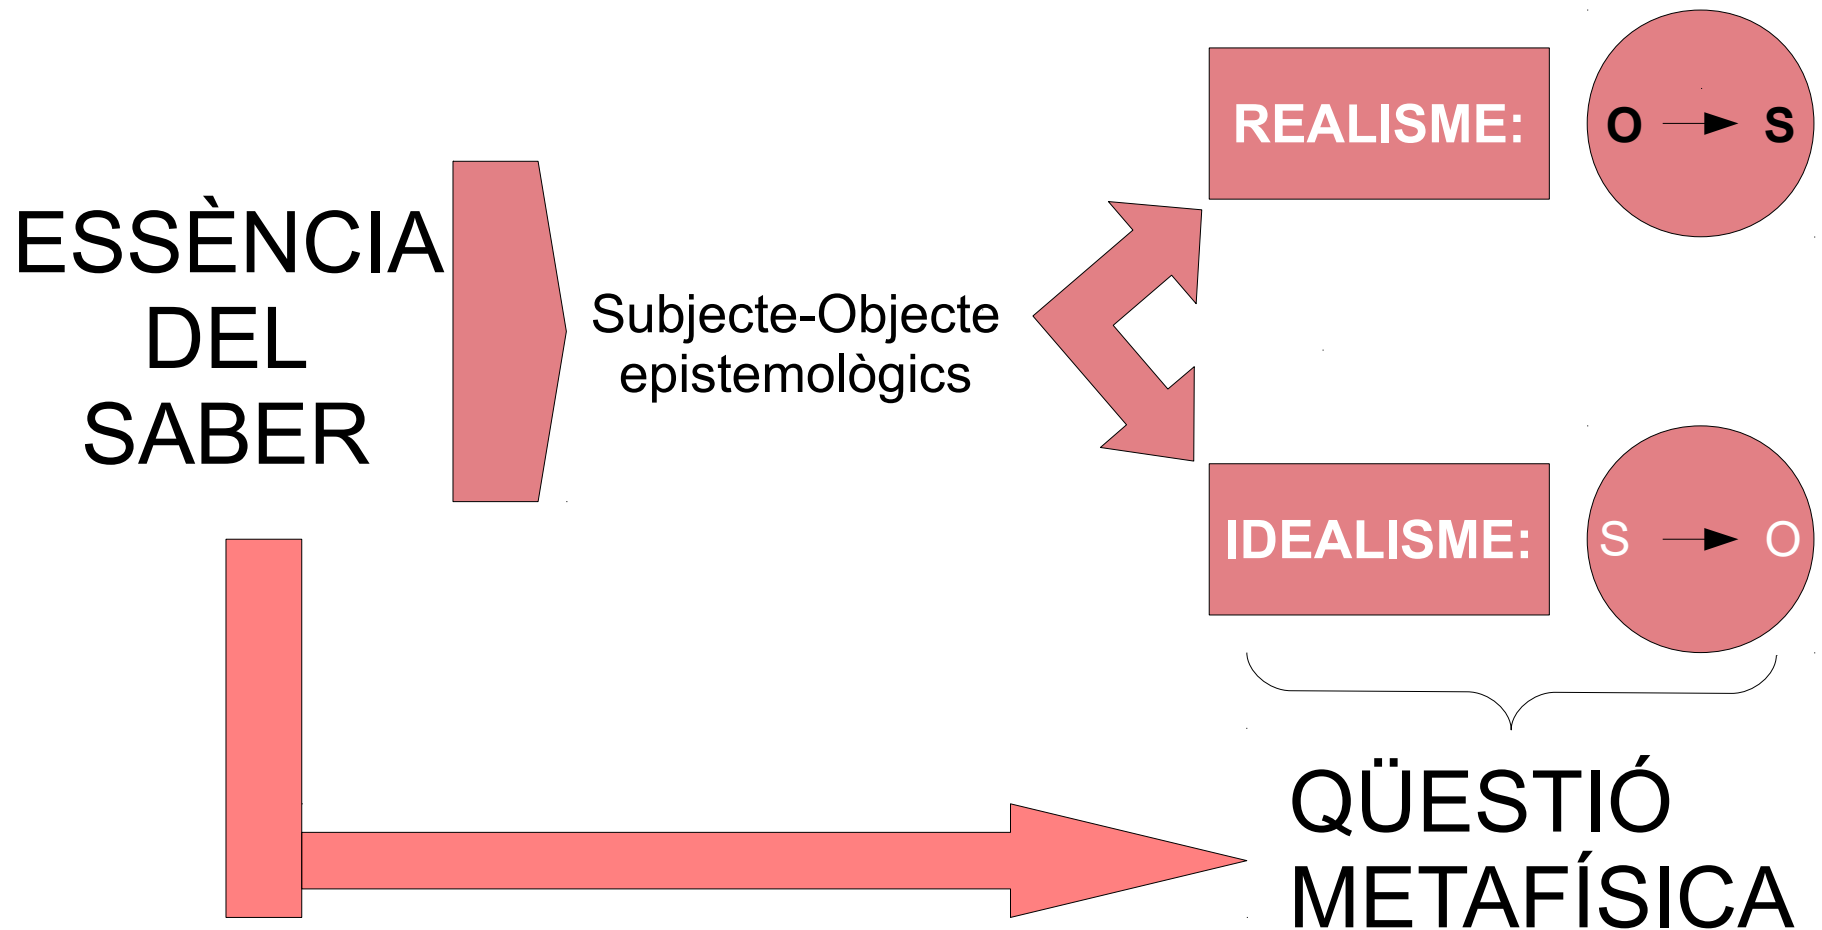 ESSÈNCIA
DEL
SABER
Subjecte-Objecte
epistemològics
REALISME:
O S
IDEALISME:
S O
QÜESTIÓ
METAFÍSICA